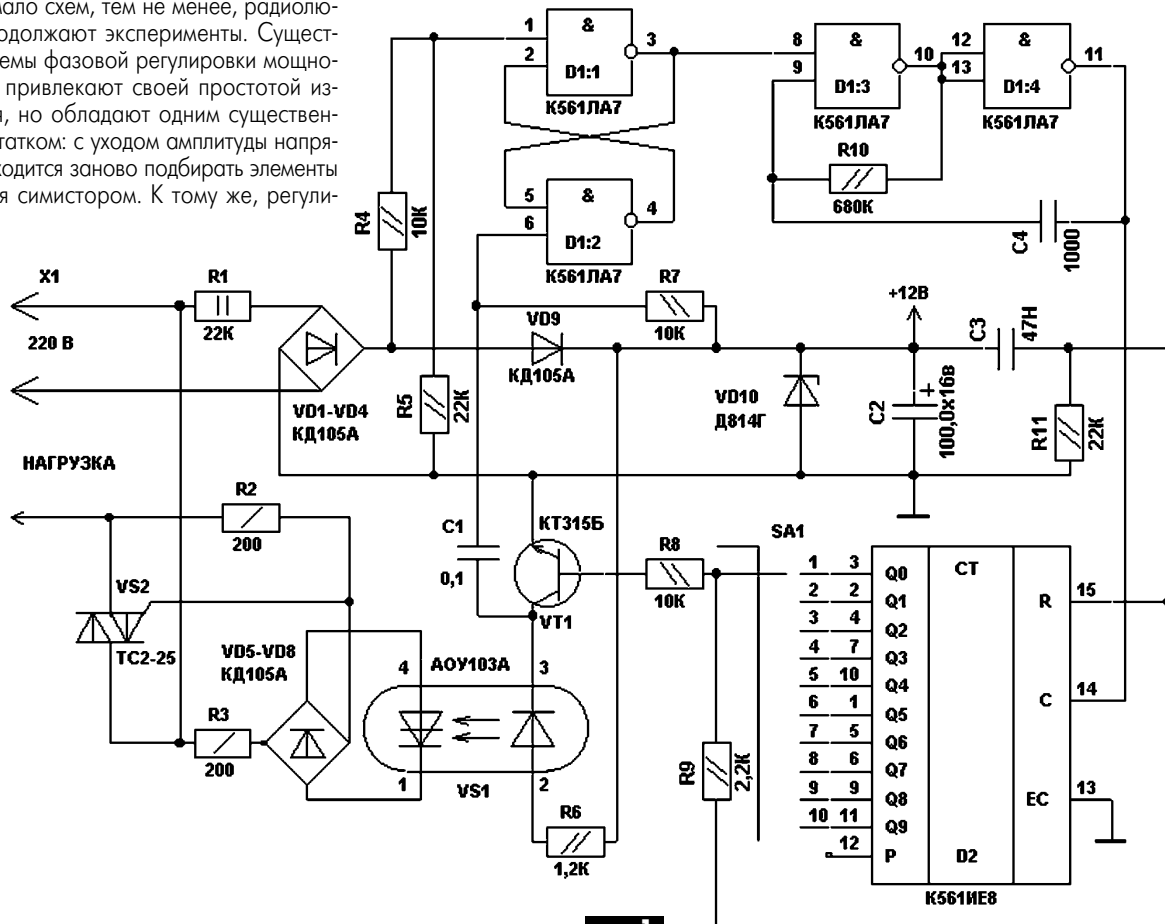 мало схем, тем не менее, радиолю-
одолжают эксперименты. Сущест-
емы фазовой регулировки мощно-
привлекают своей простотой из-
я, но обладают одним существен-
татком: с уходом амплитуды напря-
ходится заново подбирать элементы
я симистором. К тому же, регули-
1
2
&
3
D1:1
К561ЛА7
8
9
&
10
D1:3
К561ЛА7
12
13
&
11
D1:4
К561ЛА7
R10
680К
R4
10К
5
6
&
4
D1:2
К561ЛА7
C4
1000
X1
220 В
R1
22К
R7
10К
VD9
КД105А
+12В
C3
47Н
VD1-VD4
КД105А
R5
22К
VD10
Д814Г
C2
+
100,0х16в
R11
22К
НАГРУЗКА
R2
200
C1
0,1
КТ315Б
VT1
R8
10К
SA1
VS2
ТС2-25
VD5-VD8
КД105А
R3
200
4
АОУ103А
3
1
VS1
2
R6
1,2К
R9
2,2К
1 3 Q0
2 2 Q1
3 4 Q2
4 7 Q3
5 10 Q4
6 1 Q5
7 5 Q6
8 6 Q7
9 9 Q8
10 11 Q9
12 P
CT
D2
R 15
C 14
EC 13
К561ИЕ8